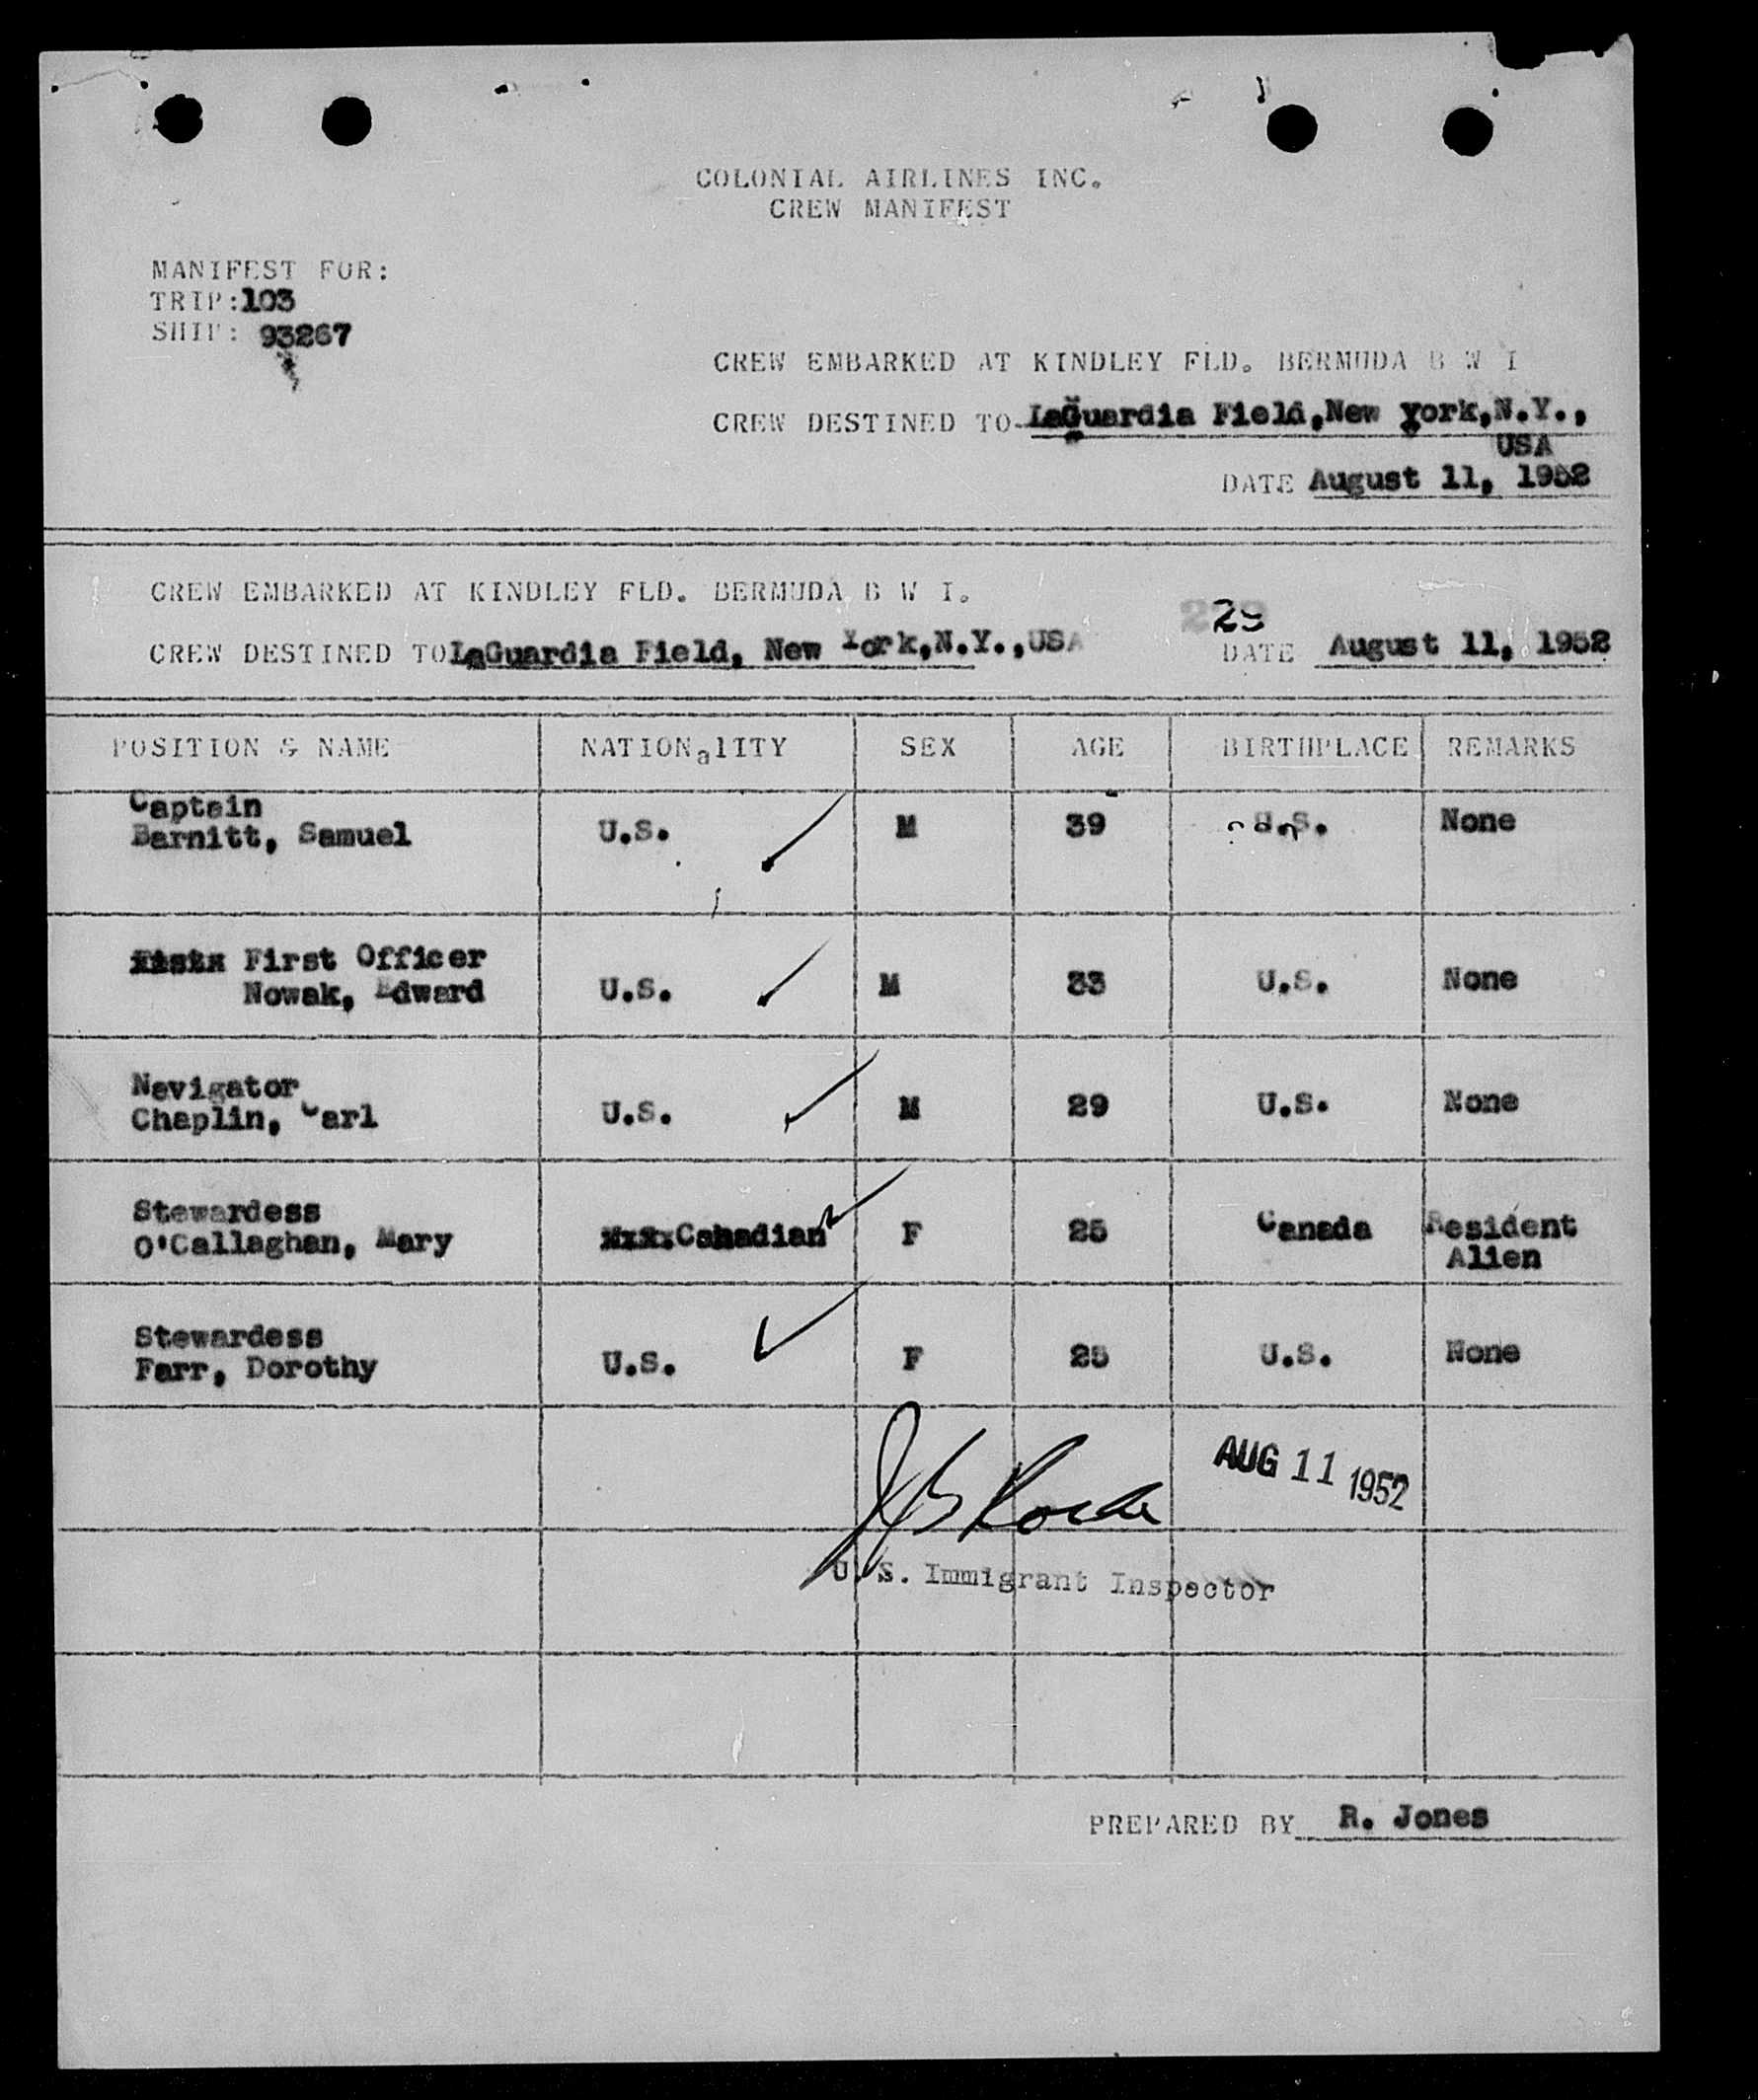 COLONIAL AIRLINES INC.
CREW MANIFEST
MANIFEST FOR:
TRIP:103
SHIP: 93267
CREW EMBARKED AT KINDLEY FLD. BERMUDA B W I
CREW DESTINED TO LaGuardia Field,New York,N.Y.,
USA
DATE August 11, 1952
CREW EMBARKED AT KINDLEY FLD. BERMUDA B W I.
CREW DESTINED TO LaGuardia Field, New York,N.Y.,USA DATE August 11, 1952
POSITION & NAME NATIONalITY SEX AGE BIRTHPLACE REMARKS
Captain
Barnitt, Samuel U.S. M 39 U.S. None
First Officer
Nowak, Edward U.S. M 33 U.S. None
Navigator
Chaplin, Carl U.S. M 29 U.S. None
Stewardess
O'Callaghan, Mary Canadian F 25 Canada Resident
Alien
Stewardess
Farr, Dorothy U.S. F 25 U.S. None
AUG 11 1952
U.S. Immigrant Inspector
PREPARED BY R. Jones